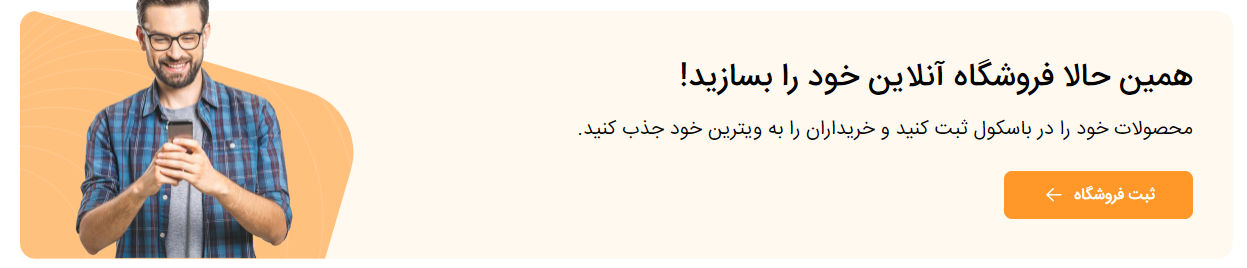 همین حالا فروشگاه آنلاین خود را بسازید!
محصولات خود را در باسکول ثبت کنید و خریداران را به ویترین خود جذب کنید.
ثبت فروشگاه ←